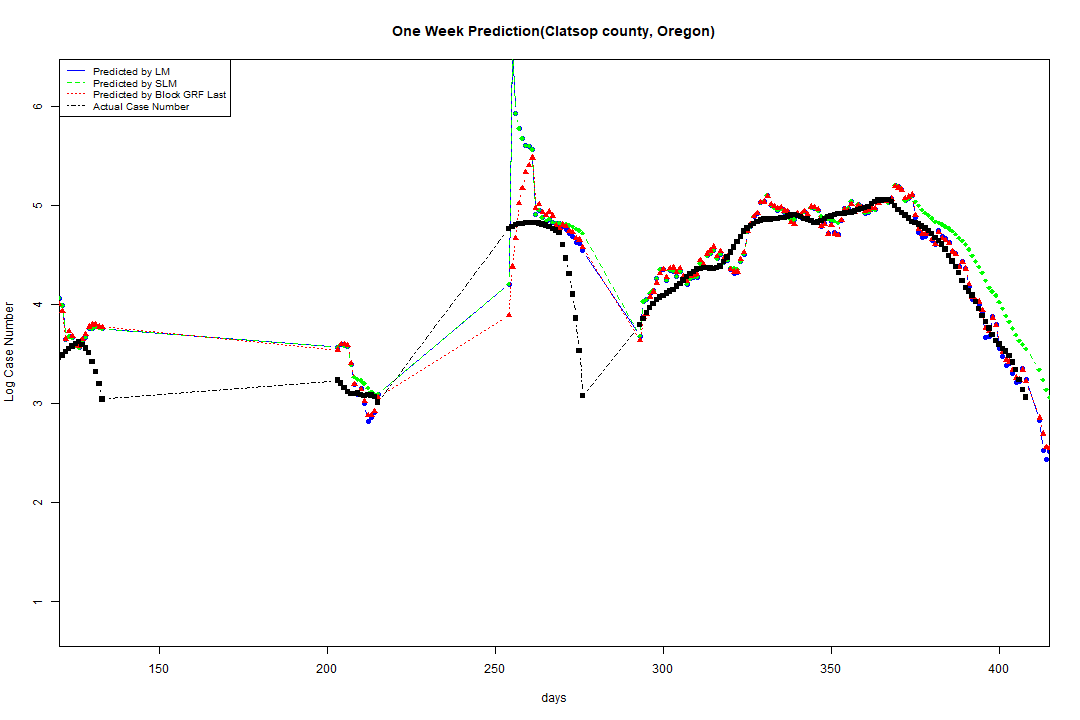 One Week Prediction(Clatsop county, Oregon)
Predicted by LM
Predicted by SLM
Predicted by Block GRF Last
Actual Case Number
Log Case Number
6
5
4
3
2
1
150 200 250 300 350 400
days